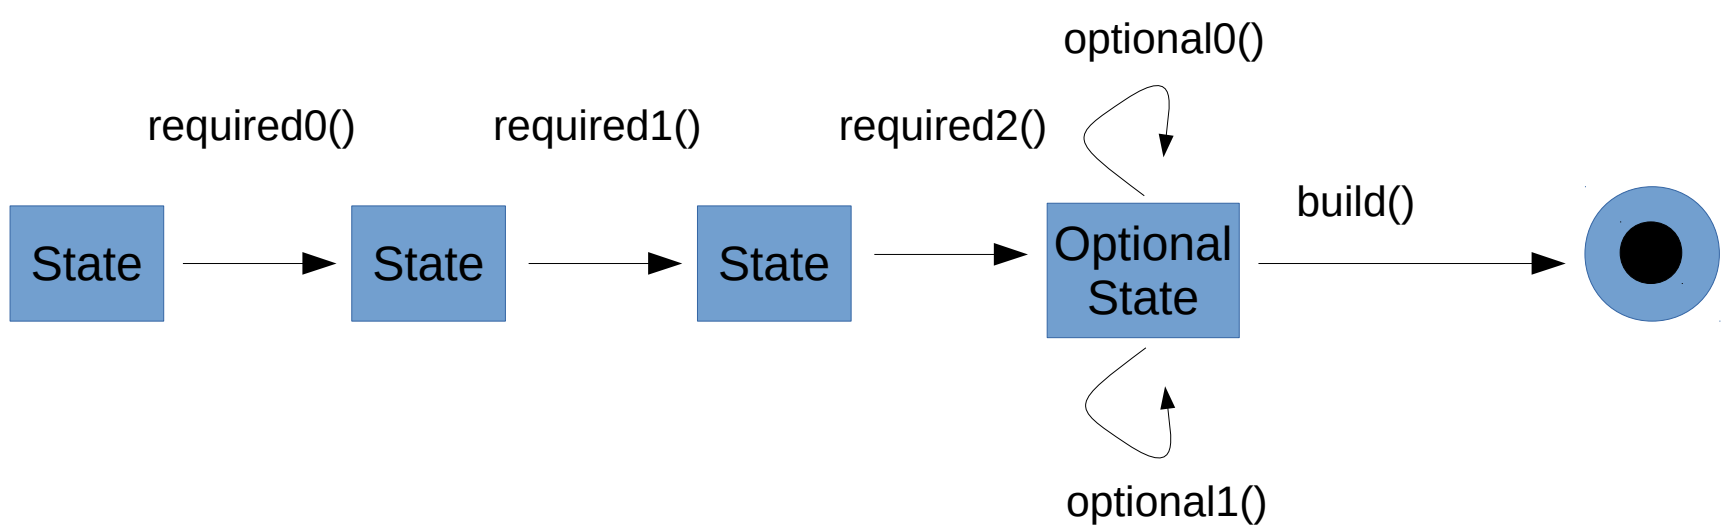 optional0()
required0()
required1()
required2()
build()
State
State
State
Optional
State
optional1()